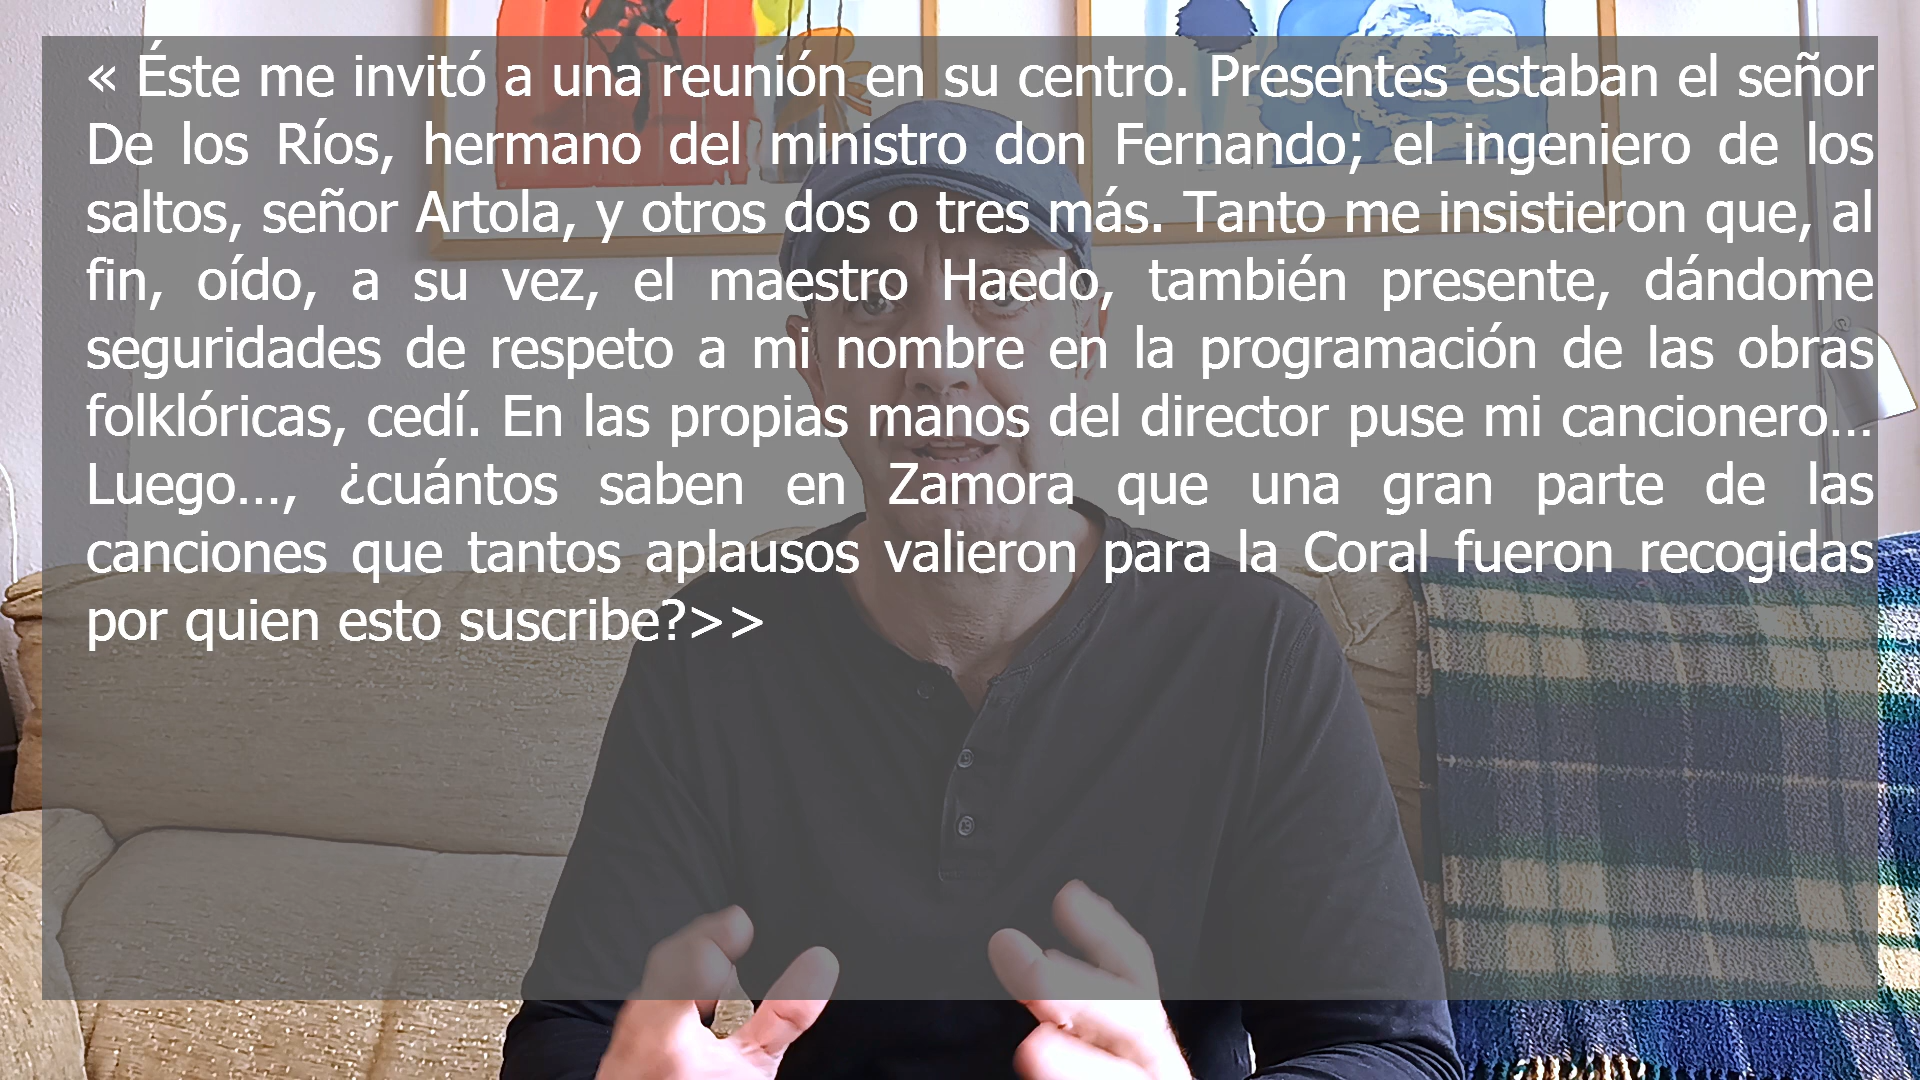 « Éste me invitó a una reunión en su centro. Presentes estaban el señor
De los Ríos, hermano del ministro don Fernando; el ingeniero de los
saltos, señor Artola, y otros dos o tres más. Tanto me insistieron que, al
fin, oído, a su vez, el maestro Haedo, también presente, dándome
seguridades de respeto a mi nombre en la programación de las obras
folklóricas, cedí. En las propias manos del director puse mi cancionero...
Luego..., ¿cuántos saben en Zamora que una gran parte de las
canciones que tantos aplausos valieron para la Coral fueron recogidas
por quien esto suscribe?>>